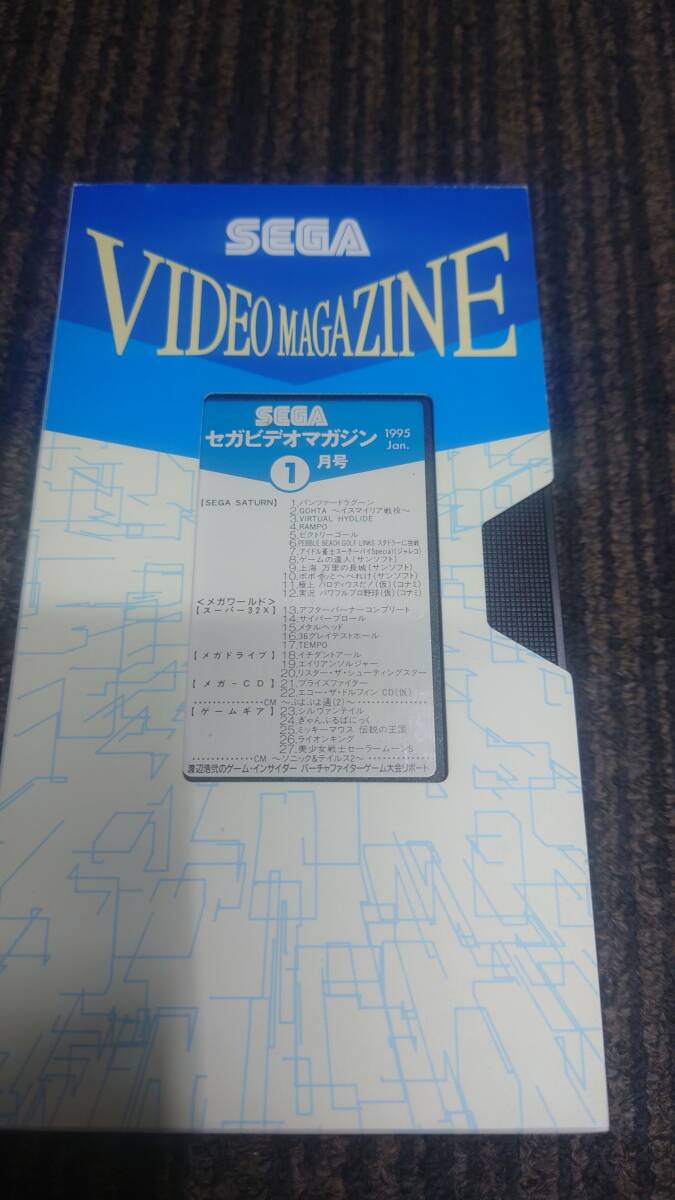 SEGA
VIDEO MAGAZINE
SEGA
セガビデオマガジン 1995 Jan.
1月号
【SEGA SATURN】 1.パンツァードラグーン
2.GOHTA ～イスマイリア戦役～
3.VIRTUAL HYDLIDE
4.RAMPO
5.ビクトリーゴール
6.PEBBLE BEACH GOLF LINKS スタドラーに挑戦
7.アイドル雀士スーチーパイSpecial(ジャレコ)
8.ゲームの達人(サンソフト)
9.上海 万里の長城(サンソフト)
10.ポポイッとへべれけ(サンソフト)
11.極上 パロディウスだ!(仮)(コナミ)
12.実況 パワフルプロ野球(仮)(コナミ)
<メガワールド>
【スーパー32X】 13.アフターバーナーコンプリート
14.サイバーブロール
15.メタルヘッド
16.36グレイテストホール
17.TEMPO
【メガドライブ】 18.イチダントアール
19.エイリアンソルジャー
20.リスター・ザ・シューティングスター
【メガ-CD】 21.プライズファイター
22.エコー・ザ・ドルフィン CD(仮)
CM ～ぷよぷよ通(2)～
【ゲームギア】 23.シルヴァンテイル
24.ぎゃんぶるぱにっく
25.ミッキーマウス 伝説の王国
26.ライオンキング
27.美少女戦士セーラームーンS
CM ～ソニック&テイルス2～
渡辺浩弐のゲーム・インサイダー バーチャファイターゲーム大会リポート